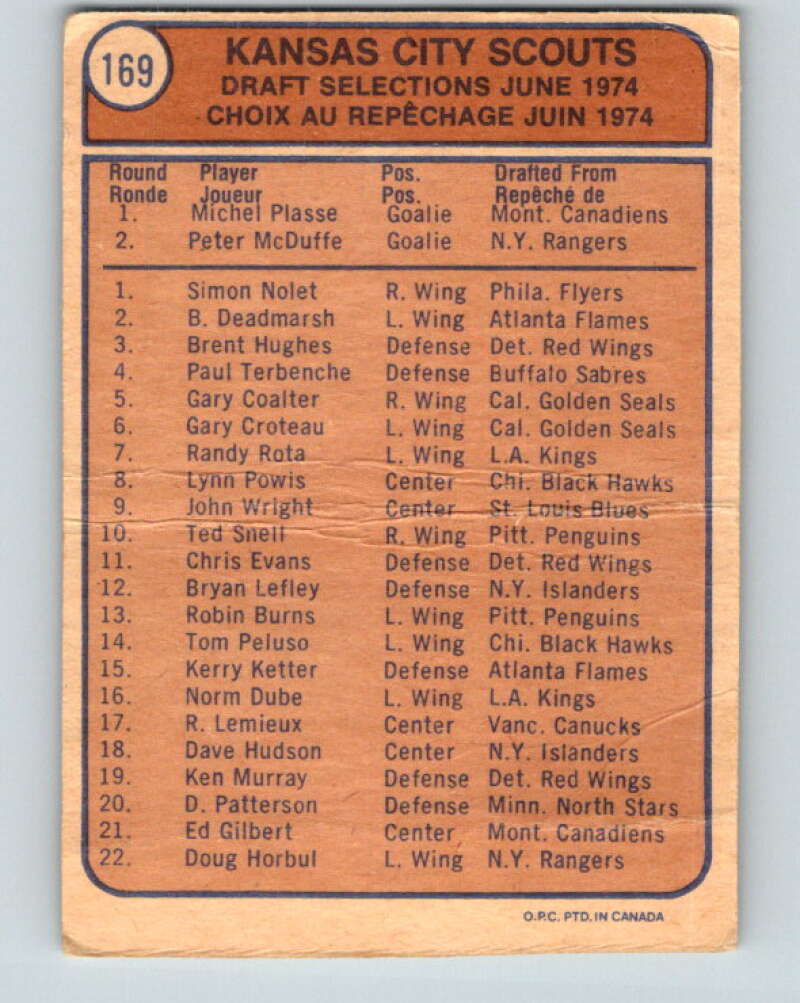 169
KANSAS CITY SCOUTS
DRAFT SELECTIONS JUNE 1974
CHOIX AU REPÊCHAGE JUIN 1974
Round Player Pos. Drafted From
Ronde Joueur Pos. Repêché de
1. Michel Plasse Goalie Mont. Canadiens
2. Peter McDuffe Goalie N.Y. Rangers
1. Simon Nolet R. Wing Phila. Flyers
2. B. Deadmarsh L. Wing Atlanta Flames
3. Brent Hughes Defense Det. Red Wings
4. Paul Terbenche Defense Buffalo Sabres
5. Gary Coalter R. Wing Cal. Golden Seals
6. Gary Croteau L. Wing Cal. Golden Seals
7. Randy Rota L. Wing L.A. Kings
8. Lynn Powis Center Chi. Black Hawks
9. John Wright Center St. Louis Blues
10. Ted Snell R. Wing Pitt. Penguins
11. Chris Evans Defense Det. Red Wings
12. Bryan Lefley Defense N.Y. Islanders
13. Robin Burns L. Wing Pitt. Penguins
14. Tom Peluso L. Wing Chi. Black Hawks
15. Kerry Ketter Defense Atlanta Flames
16. Norm Dube L. Wing L.A. Kings
17. R. Lemieux Center Vanc. Canucks
18. Dave Hudson Center N.Y. Islanders
19. Ken Murray Defense Det. Red Wings
20. D. Patterson Defense Minn. North Stars
21. Ed Gilbert Center Mont. Canadiens
22. Doug Horbul L. Wing N.Y. Rangers
O.P.C. PTD. IN CANADA